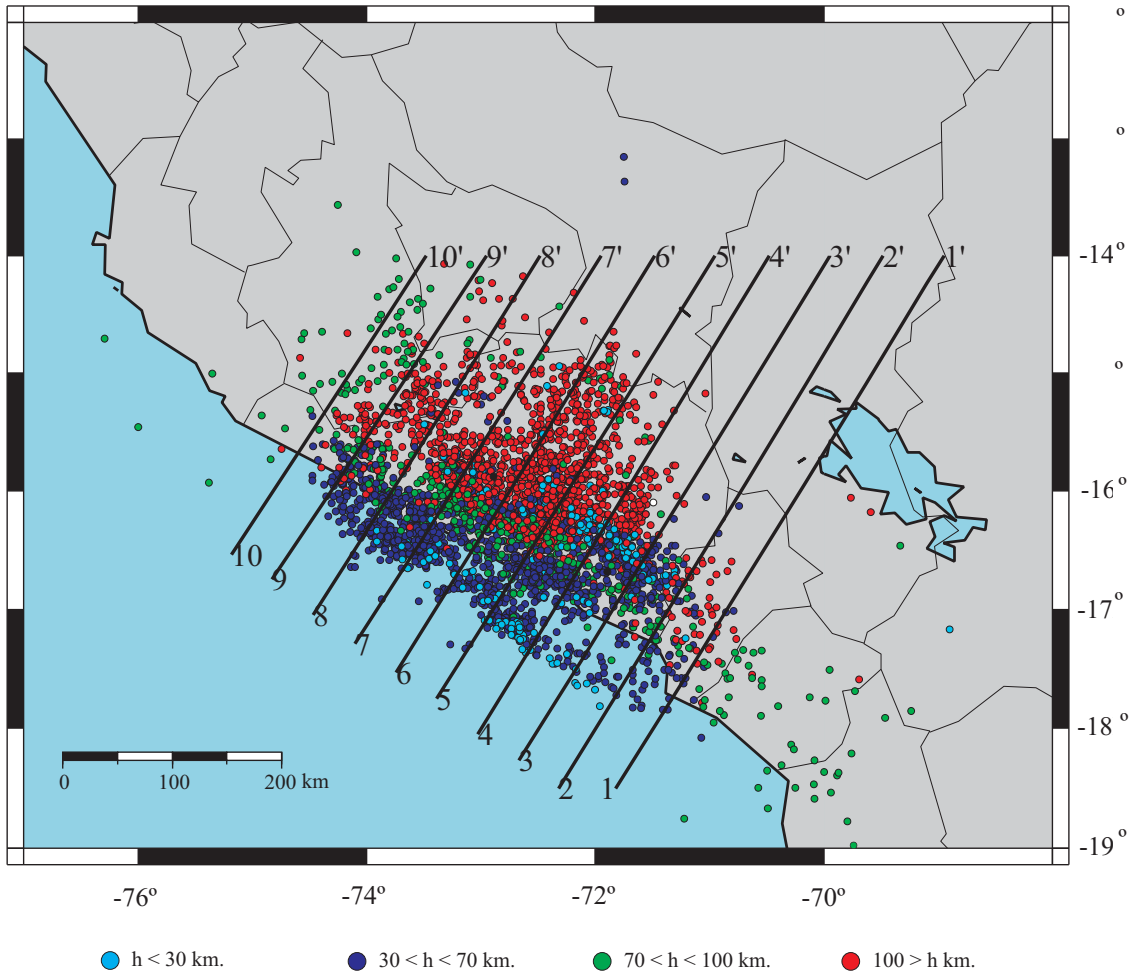 º
º
10' 9' 8' 7' 6' 5' 4' 3' 2' 1'
-14º
º
-16º
10
9
8
7
6
5
4
3
2
1
-17º
-18º
-19º
0 100 200 km
-76º -74º -72º -70º
h < 30 km. 30 < h < 70 km. 70 < h < 100 km. 100 > h km.